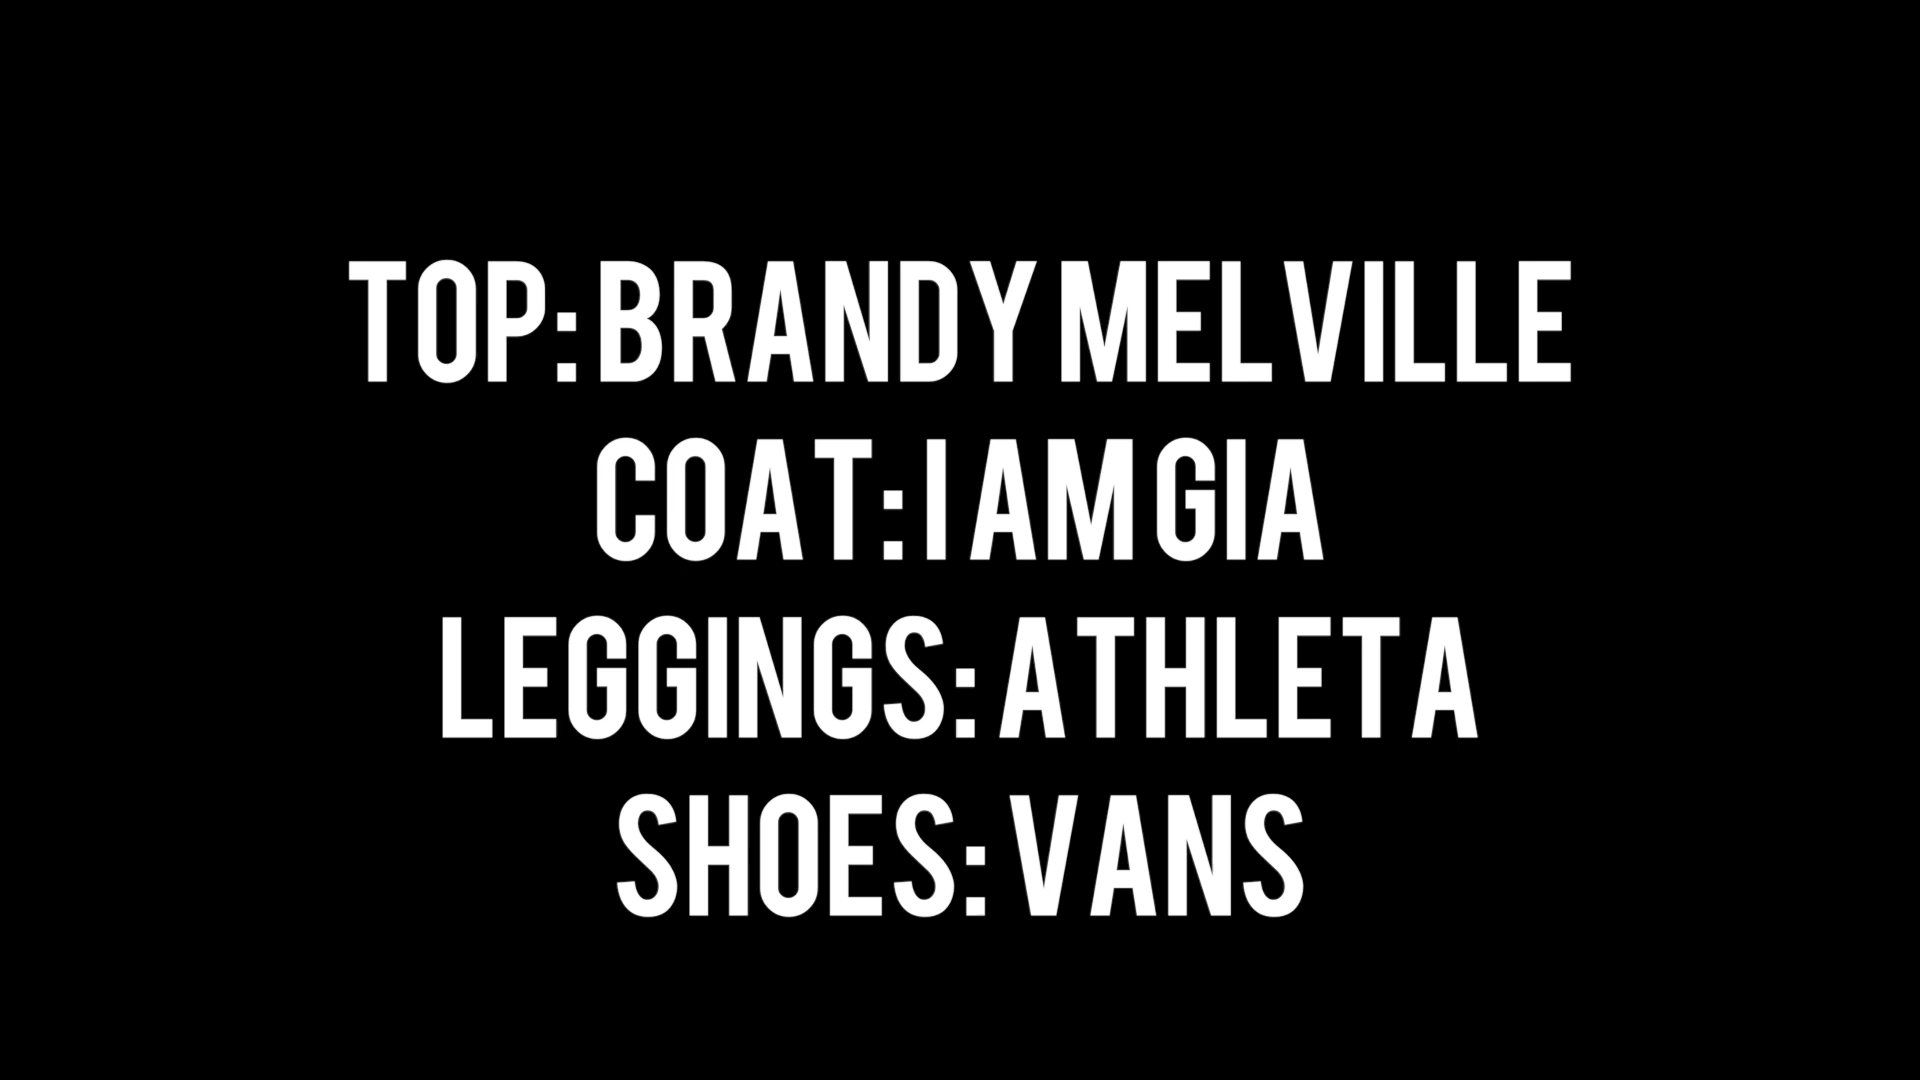 TOP: BRANDY MELVILLE
COAT: I AM GIA
LEGGINGS: ATHLETA
SHOES: VANS